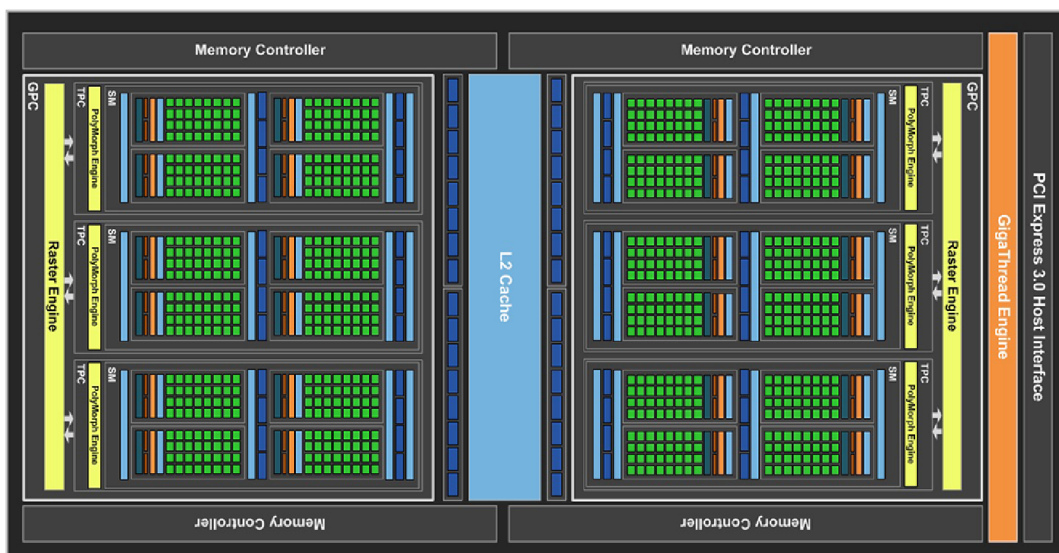 Memory Controller
Memory Controller
GPC
TPC
PolyMorph Engine
SM
TPC
PolyMorph Engine
SM
TPC
PolyMorph Engine
SM
Raster Engine
L2 Cache
SM
PolyMorph Engine
TPC
SM
PolyMorph Engine
TPC
SM
PolyMorph Engine
TPC
GPC
Raster Engine
GigaThread Engine
PCI Express 3.0 Host Interface
Memory Controller
Memory Controller